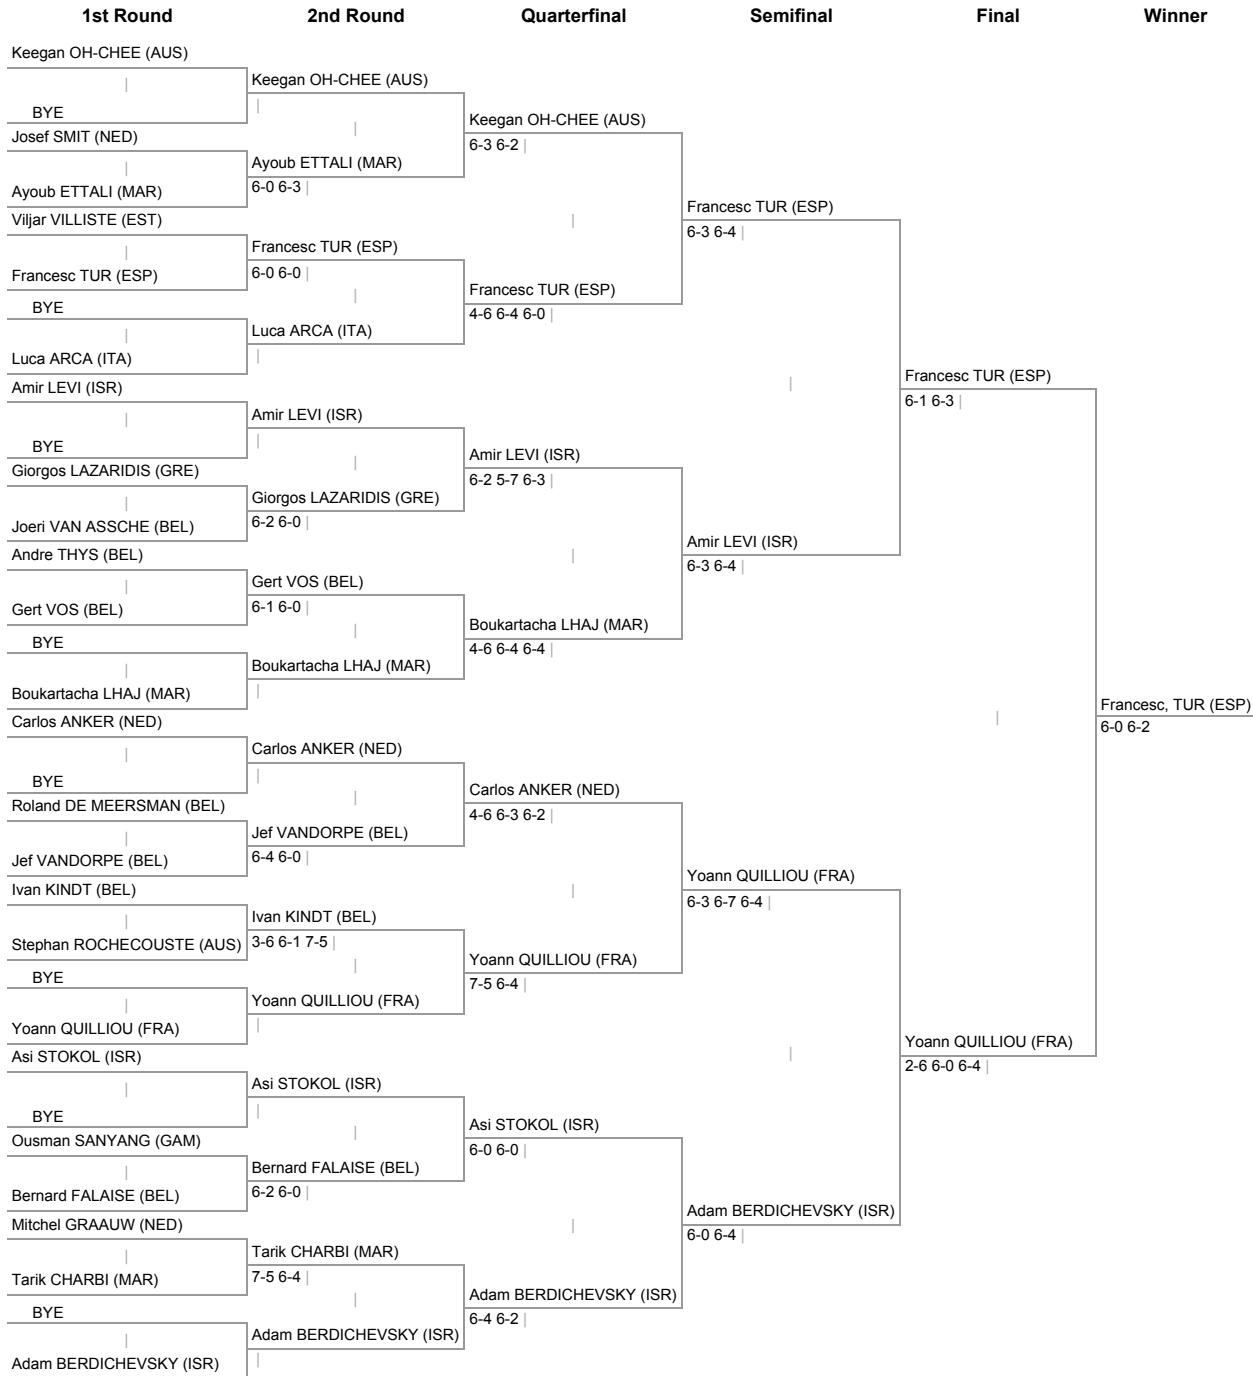 1st Round 2nd Round Quarterfinal Semifinal Final Winner
Keegan OH-CHEE (AUS)
BYE
Josef SMIT (NED)
Ayoub ETTALI (MAR)
Viljar VILLISTE (EST)
Francesc TUR (ESP)
BYE
Luca ARCA (ITA)
Amir LEVI (ISR)
BYE
Giorgos LAZARIDIS (GRE)
Joeri VAN ASSCHE (BEL)
Andre THYS (BEL)
Gert VOS (BEL)
BYE
Boukartacha LHAJ (MAR)
Carlos ANKER (NED)
BYE
Roland DE MEERSMAN (BEL)
Jef VANDORPE (BEL)
Ivan KINDT (BEL)
Stephan ROCHECOUSTE (AUS)
BYE
Yoann QUILLIOU (FRA)
Asi STOKOL (ISR)
BYE
Ousman SANYANG (GAM)
Bernard FALAISE (BEL)
Mitchel GRAAUW (NED)
Tarik CHARBI (MAR)
BYE
Adam BERDICHEVSKY (ISR)
Keegan OH-CHEE (AUS)
Ayoub ETTALI (MAR)
6-0 6-3
Francesc TUR (ESP)
6-0 6-0
Luca ARCA (ITA)
Amir LEVI (ISR)
Giorgos LAZARIDIS (GRE)
6-2 6-0
Gert VOS (BEL)
6-1 6-0
Boukartacha LHAJ (MAR)
Carlos ANKER (NED)
Jef VANDORPE (BEL)
6-4 6-0
Ivan KINDT (BEL)
3-6 6-1 7-5
Yoann QUILLIOU (FRA)
Asi STOKOL (ISR)
Bernard FALAISE (BEL)
6-2 6-0
Tarik CHARBI (MAR)
7-5 6-4
Adam BERDICHEVSKY (ISR)
Keegan OH-CHEE (AUS)
6-3 6-2
Francesc TUR (ESP)
4-6 6-4 6-0
Amir LEVI (ISR)
6-2 5-7 6-3
Boukartacha LHAJ (MAR)
4-6 6-4 6-4
Carlos ANKER (NED)
4-6 6-3 6-2
Yoann QUILLIOU (FRA)
7-5 6-4
Asi STOKOL (ISR)
6-0 6-0
Adam BERDICHEVSKY (ISR)
6-4 6-2
Francesc TUR (ESP)
6-3 6-4
Amir LEVI (ISR)
6-3 6-4
Yoann QUILLIOU (FRA)
6-3 6-7 6-4
Adam BERDICHEVSKY (ISR)
6-0 6-4
Francesc TUR (ESP)
6-1 6-3
Yoann QUILLIOU (FRA)
2-6 6-0 6-4
Francesc, TUR (ESP)
6-0 6-2